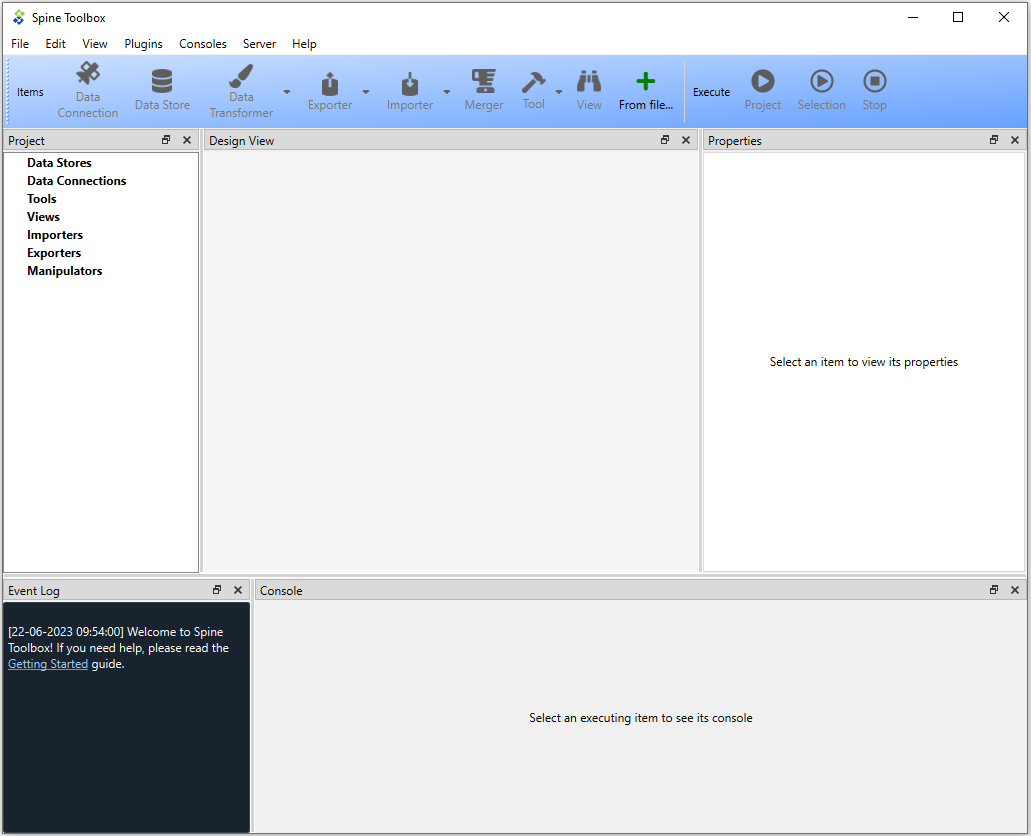 Spine Toolbox
File Edit View Plugins Consoles Server Help
Items
Data
Connection
Data Store
Data
Transformer
Exporter
Importer
Merger
Tool
View
From file...
Execute
Project
Selection
Stop
Project
Design View
Properties
Data Stores
Data Connections
Tools
Views
Importers
Exporters
Manipulators
Select an item to view its properties
Event Log
Console
[22-06-2023 09:54:00] Welcome to Spine
Toolbox! If you need help, please read the
Getting Started guide.
Select an executing item to see its console